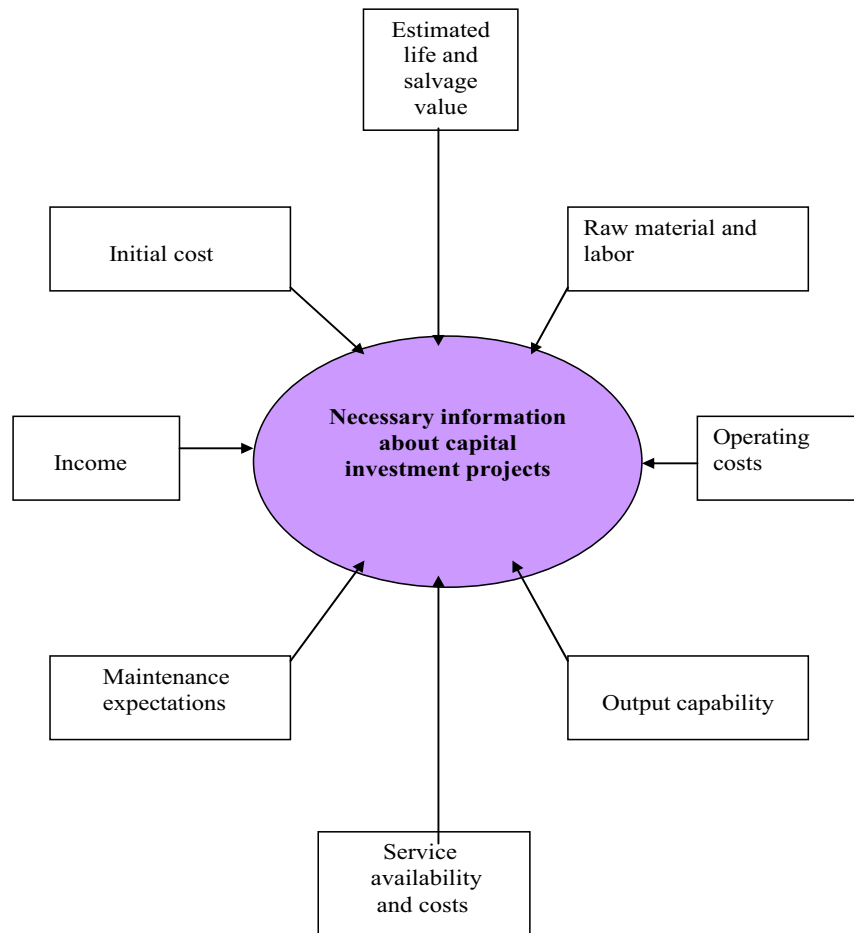 Estimated
life and
salvage
value
Initial cost
Raw material and
labor
Necessary information
about capital
investment projects
Income
Operating
costs
Maintenance
expectations
Output capability
Service
availability
and costs